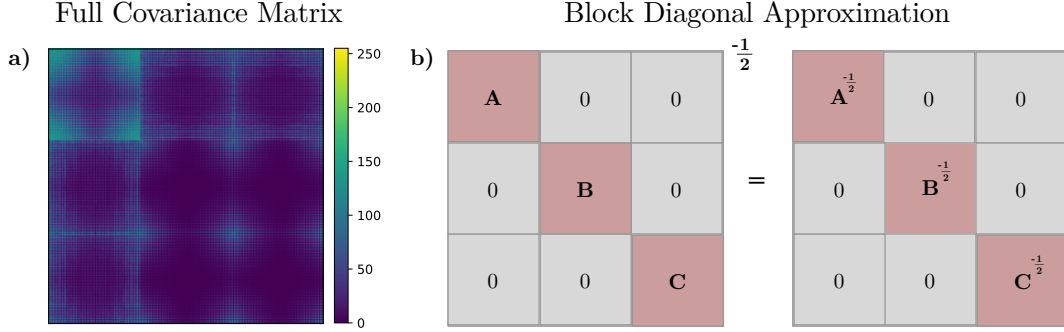 Full Covariance Matrix
Block Diagonal Approximation
a)
250
200
150
100
50
0
b)
A 0 0
0 B 0
0 0 C
-1/2
=
A -1/2 0 0
0 B -1/2 0
0 0 C -1/2